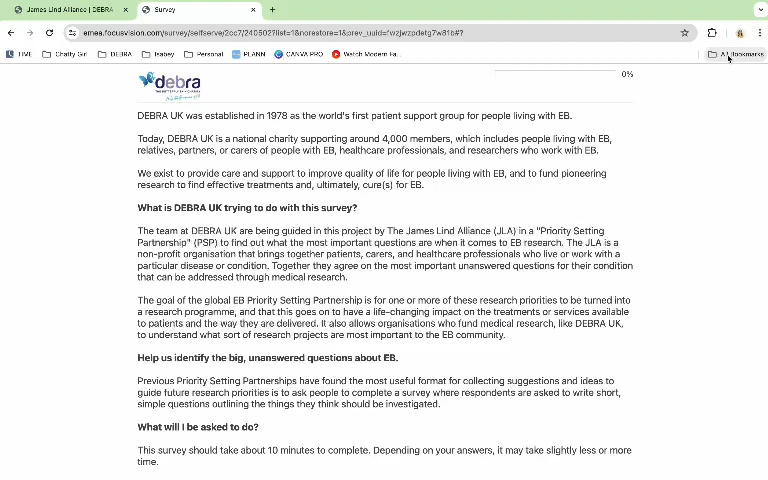 James Lind Alliance | DEBRA
Survey
emea.focusvision.com/survey/selfserve/2cc7/240502?list=1&norestore=1&prev_uuid=fwzjwzpdetg7w81b#?
TIME Chatty Girl DEBRA Isabey Personal PLANN CANVA PRO Watch Modern Fa... All Bookmarks
debra
THE BUTTERFLY SKIN CHARITY
0%
DEBRA UK was established in 1978 as the world's first patient support group for people living with EB.
Today, DEBRA UK is a national charity supporting around 4,000 members, which includes people living with EB,
relatives, partners, or carers of people with EB, healthcare professionals, and researchers who work with EB.
We exist to provide care and support to improve quality of life for people living with EB, and to fund pioneering
research to find effective treatments and, ultimately, cure(s) for EB.
What is DEBRA UK trying to do with this survey?
The team at DEBRA UK are being guided in this project by The James Lind Alliance (JLA) in a "Priority Setting
Partnership" (PSP) to find out what the most important questions are when it comes to EB research. The JLA is a
non-profit organisation that brings together patients, carers, and healthcare professionals who live or work with a
particular disease or condition. Together they agree on the most important unanswered questions for their condition
that can be addressed through medical research.
The goal of the global EB Priority Setting Partnership is for one or more of these research priorities to be turned into
a research programme, and that this goes on to have a life-changing impact on the treatments or services available
to patients and the way they are delivered. It also allows organisations who fund medical research, like DEBRA UK,
to understand what sort of research projects are most important to the EB community.
Help us identify the big, unanswered questions about EB.
Previous Priority Setting Partnerships have found the most useful format for collecting suggestions and ideas to
guide future research priorities is to ask people to complete a survey where respondents are asked to write short,
simple questions outlining the things they think should be investigated.
What will I be asked to do?
This survey should take about 10 minutes to complete. Depending on your answers, it may take slightly less or more
time.